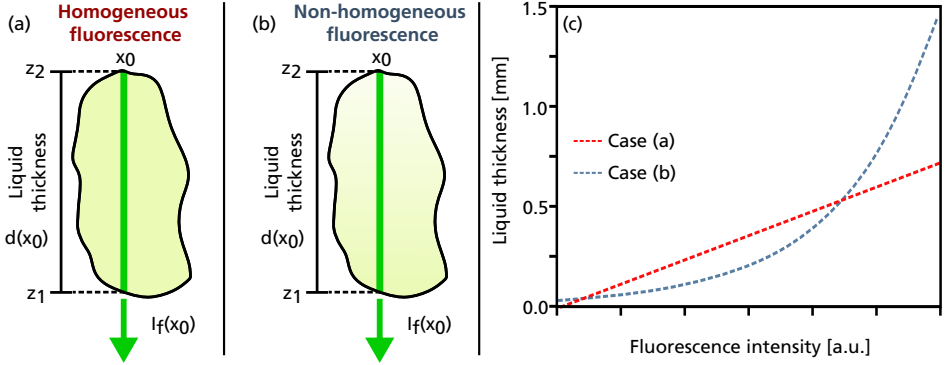 (a)
Homogeneous
fluorescence
x0
z2
Liquid
thickness
d(x0)
z1
If(x0)
(b)
Non-homogeneous
fluorescence
x0
z2
Liquid
thickness
d(x0)
z1
If(x0)
(c)
Liquid thickness [mm]
1.5
1.0
0.5
0.0
Case (a)
Case (b)
Fluorescence intensity [a.u.]